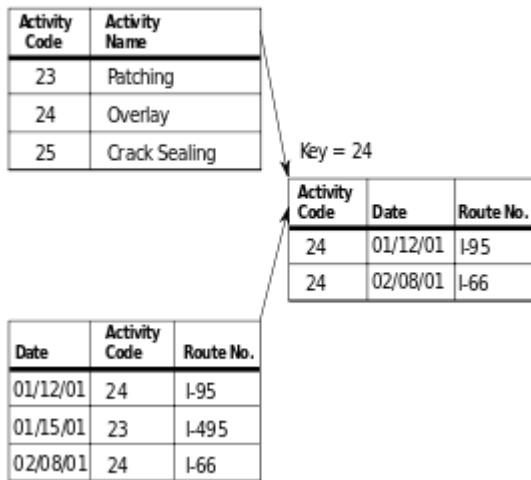 Activity Code Activity Name
23 Patching
24 Overlay
25 Crack Sealing
Key = 24
Activity Code Date Route No.
24 01/12/01 I-95
24 02/08/01 I-66
Date Activity Code Route No.
01/12/01 24 I-95
01/15/01 23 I-495
02/08/01 24 I-66